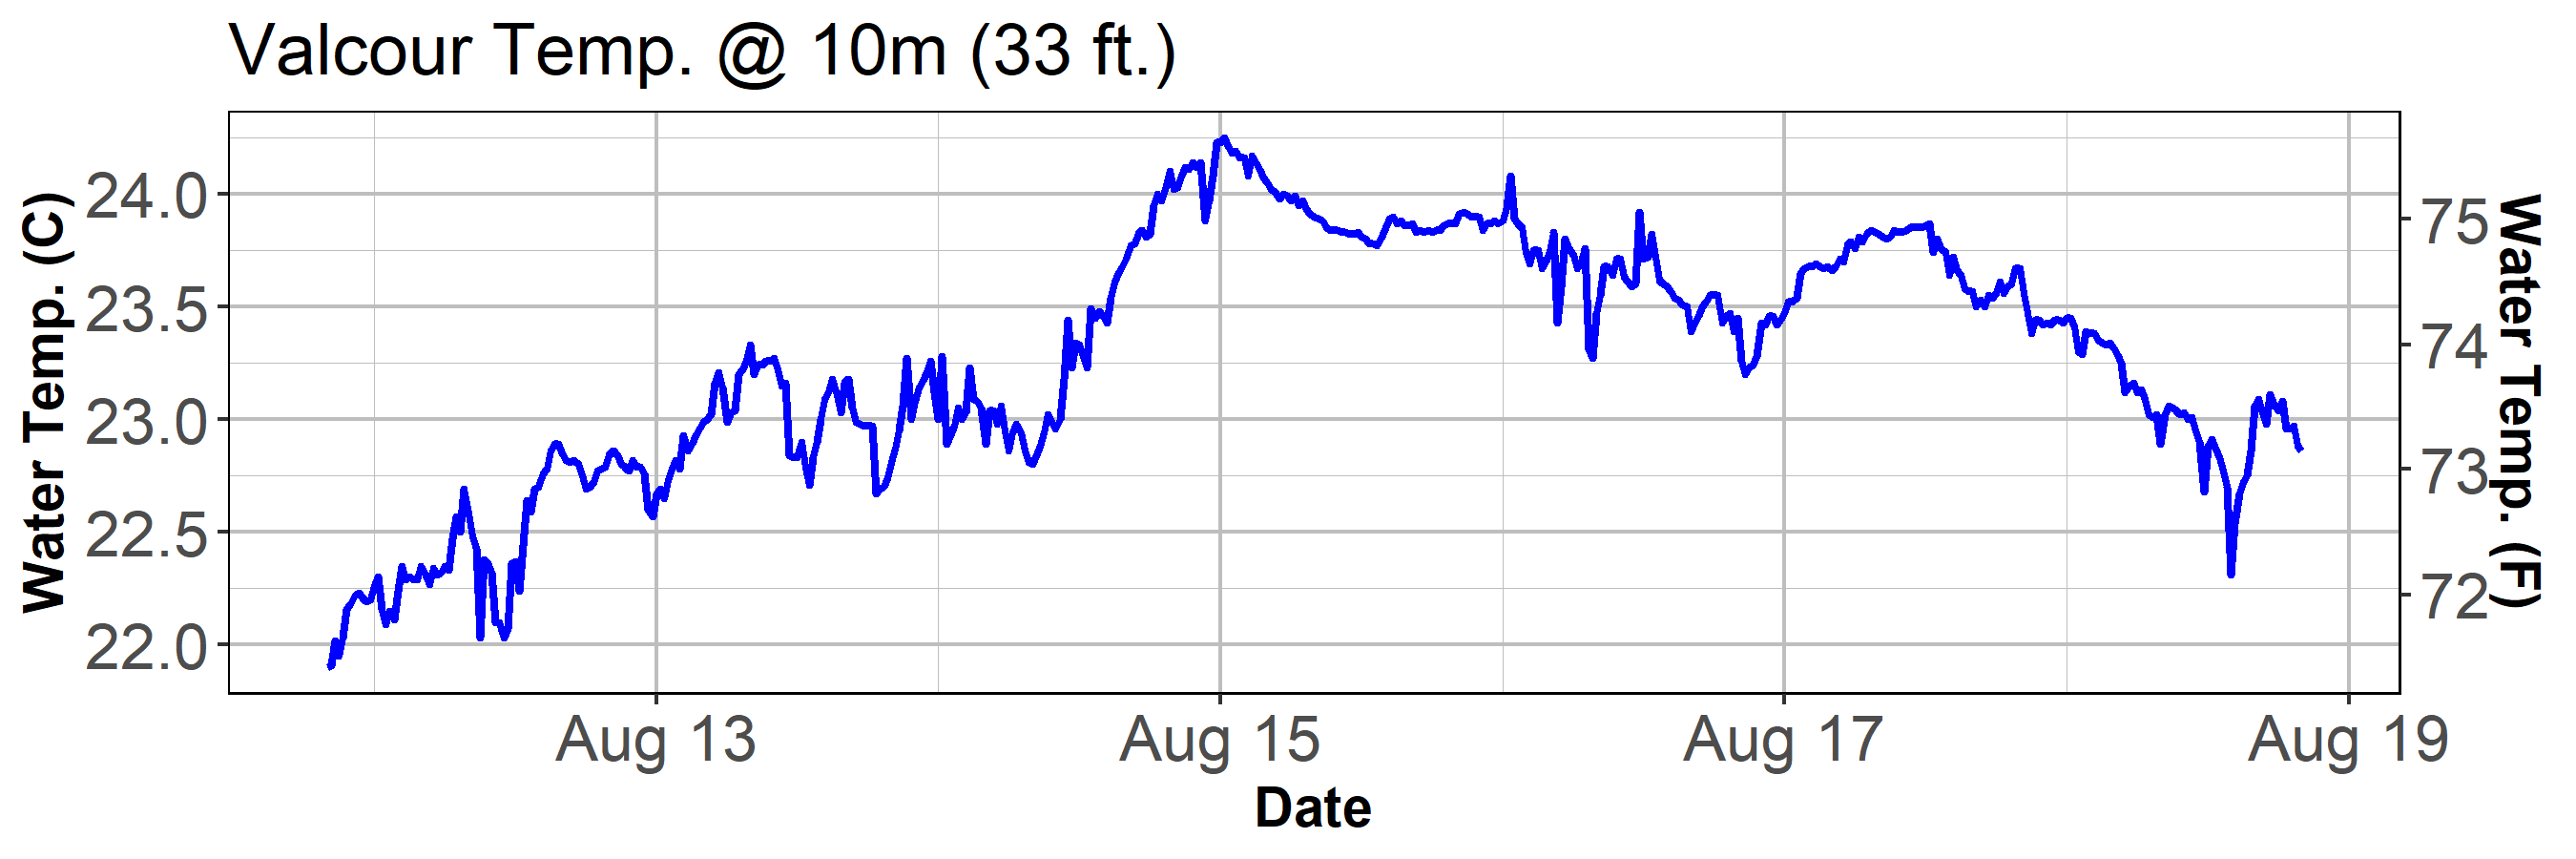 Valcour Temp. @ 10m (33 ft.)
Water Temp. (C)
24.0
23.5
23.0
22.5
22.0
75
74
73
72
Water Temp. (F)
Aug 13 Aug 15 Aug 17 Aug 19
Date